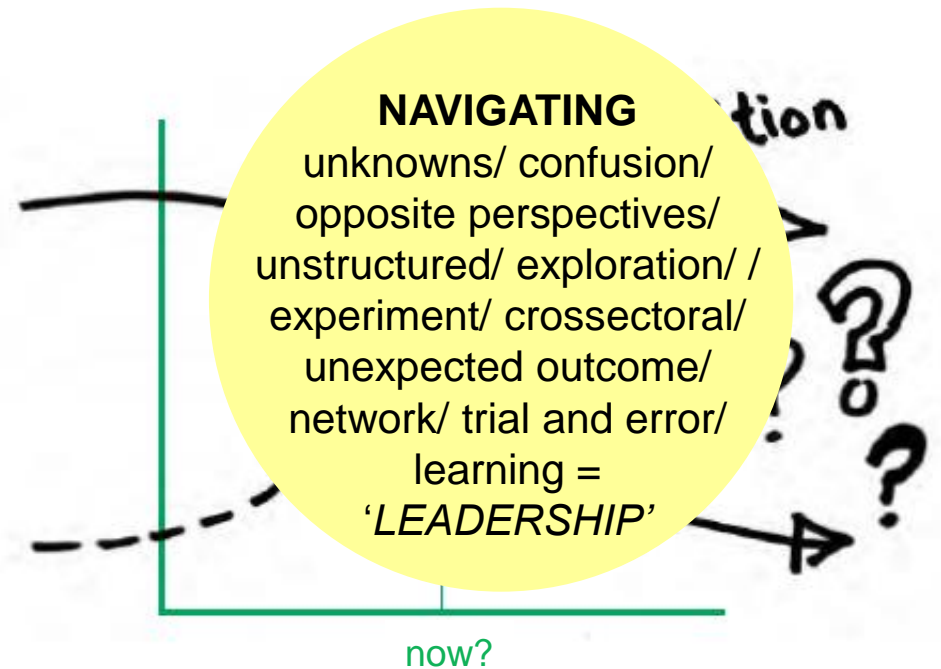 NAVIGATING
tion
unknowns/ confusion/
opposite perspectives/
unstructured/ exploration/ /
experiment/ crossectoral/
unexpected outcome/
network/ trial and error/
learning =
‘LEADERSHIP’
?
?
?
now?